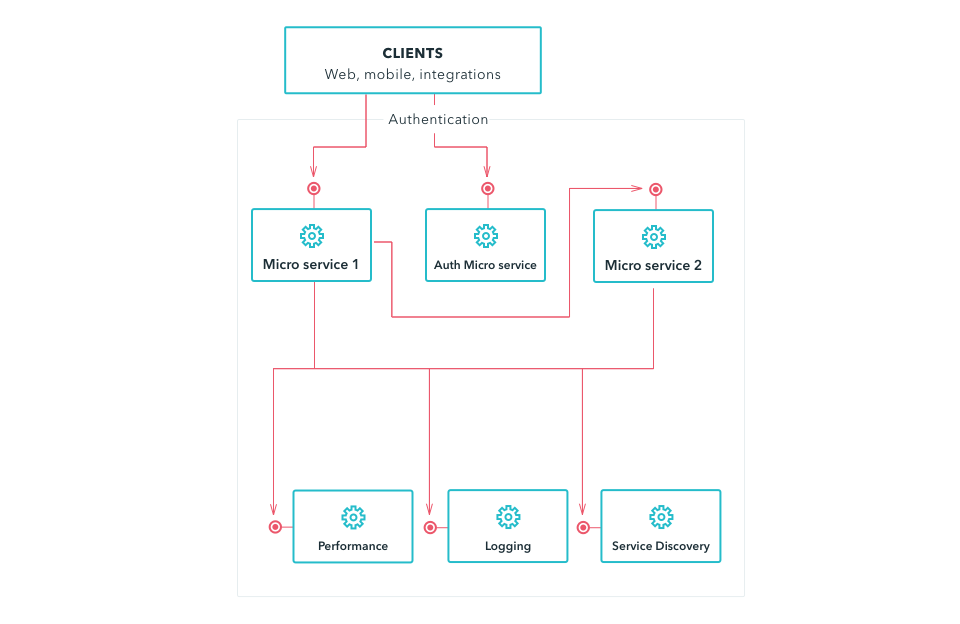 CLIENTS
Web, mobile, integrations
Authentication
Micro service 1
Auth Micro service
Micro service 2
Performance
Logging
Service Discovery